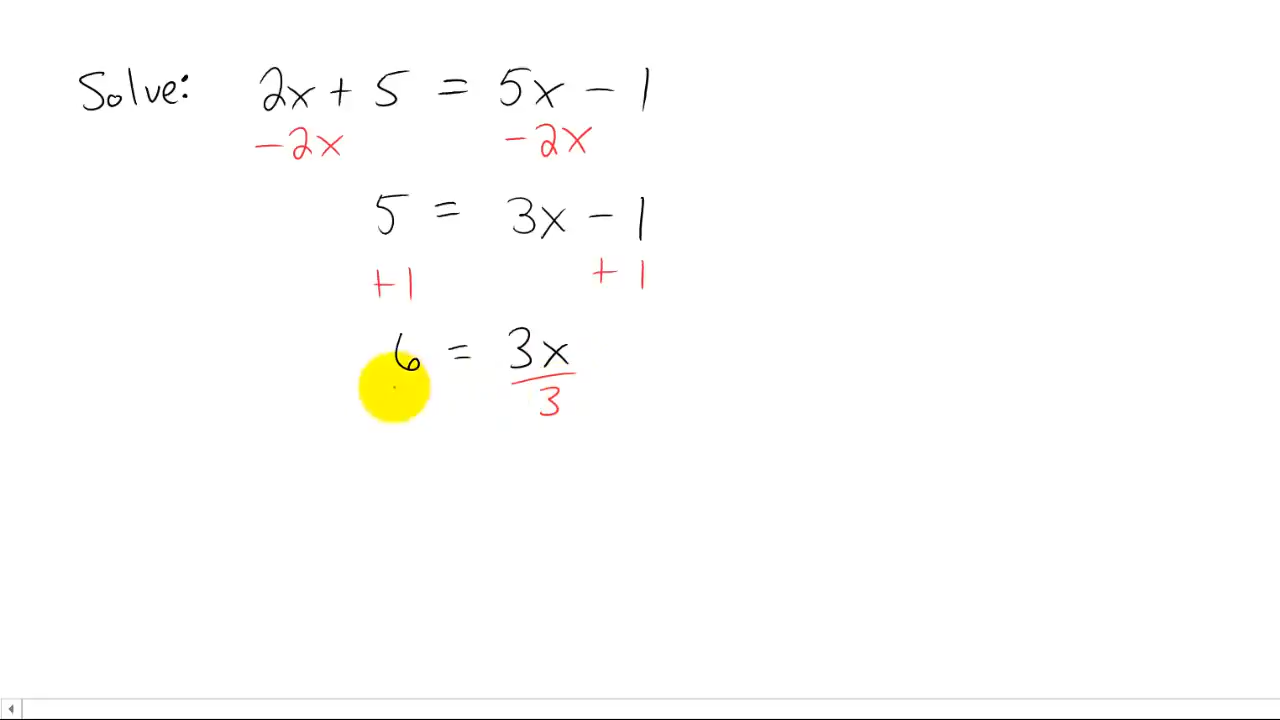 Solve: 2x + 5 = 5x - 1
-2x -2x
5 = 3x - 1
+1 +1
6 = 3x
3